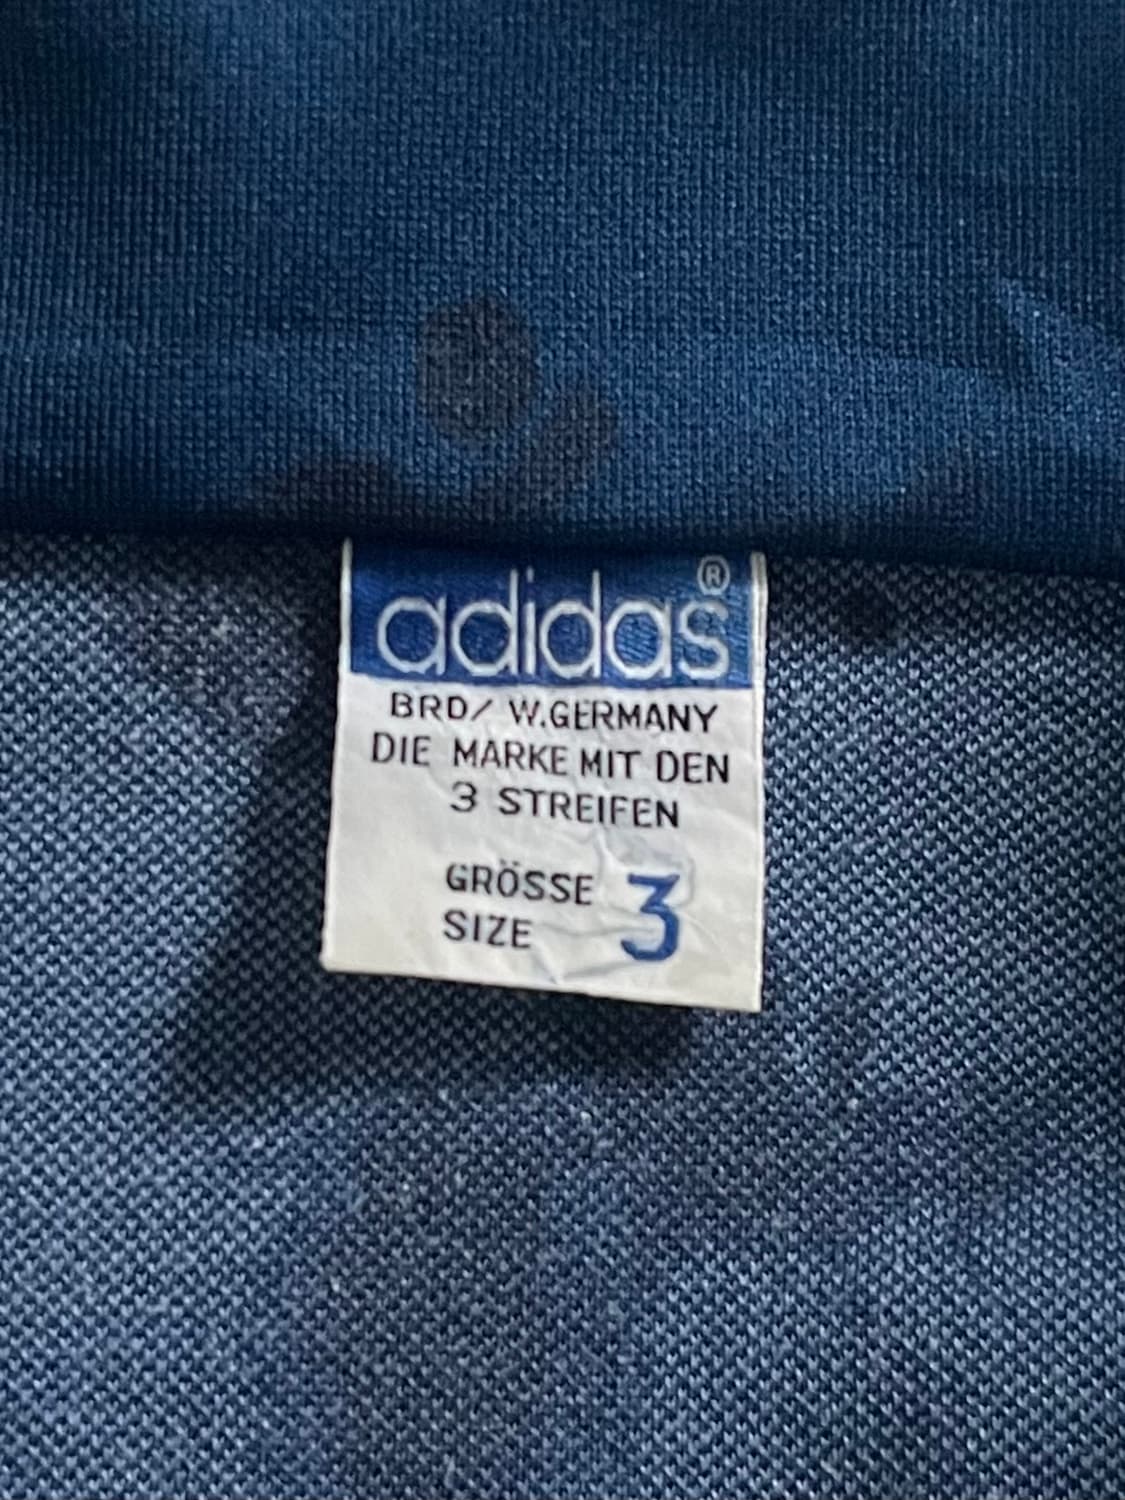 adidas®
BRD/ W.GERMANY
DIE MARKE MIT DEN
3 STREIFEN
GRÖSSE
SIZE 3